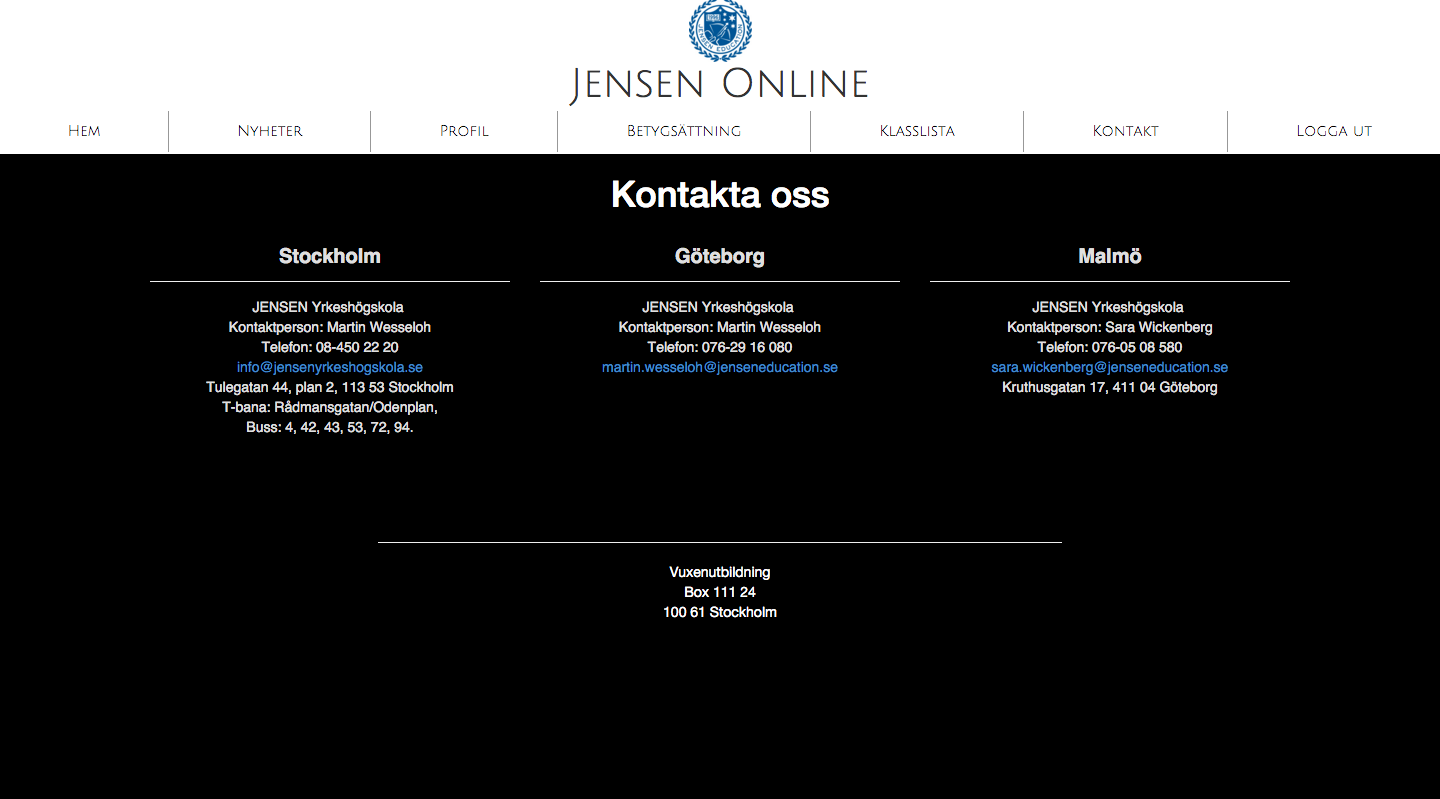 JENSEN EDUCATION
JENSEN ONLINE
HEM
NYHETER
PROFIL
BETYGSÄTTNING
KLASSLISTA
KONTAKT
LOGGA UT
Kontakta oss
Stockholm
JENSEN Yrkeshögskola
Kontaktperson: Martin Wesseloh
Telefon: 08-450 22 20
info@jensenyrkeshogskola.se
Tulegatan 44, plan 2, 113 53 Stockholm
T-bana: Rådmansgatan/Odenplan,
Buss: 4, 42, 43, 53, 72, 94.
Göteborg
JENSEN Yrkeshögskola
Kontaktperson: Martin Wesseloh
Telefon: 076-29 16 080
martin.wesseloh@jenseneducation.se
Malmö
JENSEN Yrkeshögskola
Kontaktperson: Sara Wickenberg
Telefon: 076-05 08 580
sara.wickenberg@jenseneducation.se
Kruthusgatan 17, 411 04 Göteborg
Vuxenutbildning
Box 111 24
100 61 Stockholm